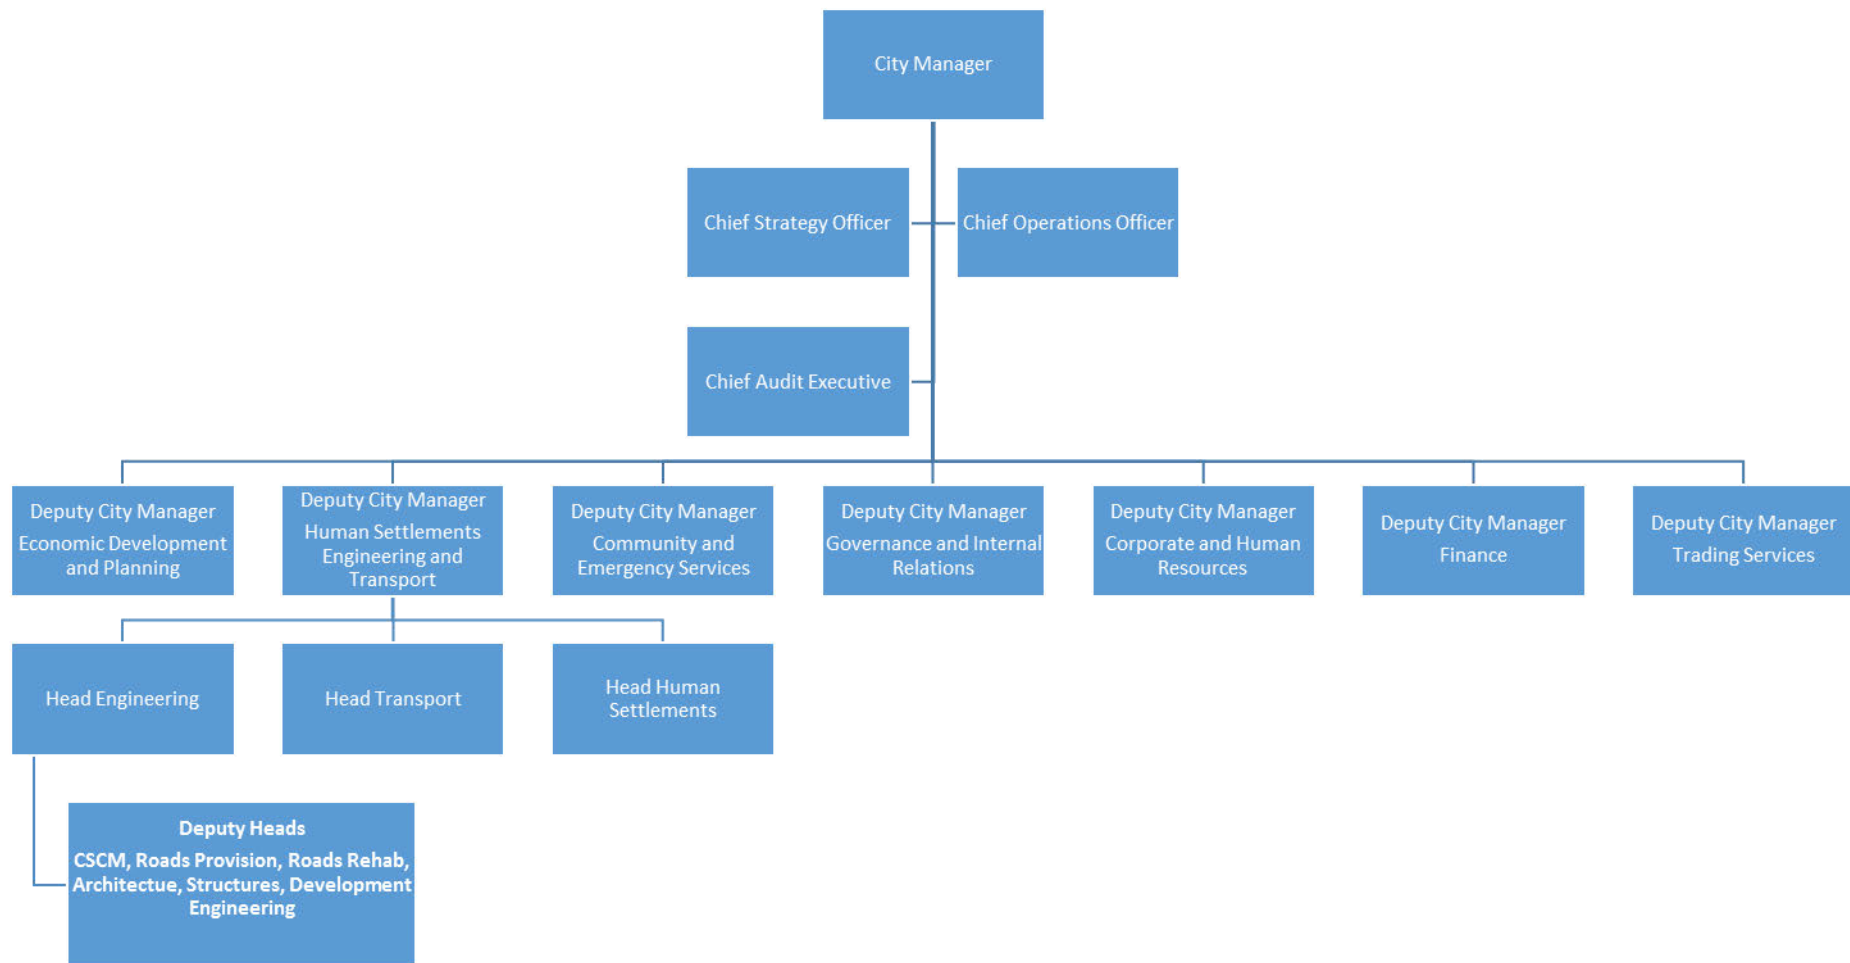 City Manager
Chief Strategy Officer
Chief Operations Officer
Chief Audit Executive
Deputy City Manager
Economic Development
and Planning
Deputy City Manager
Human Settlements
Engineering and
Transport
Deputy City Manager
Community and
Emergency Services
Deputy City Manager
Governance and Internal
Relations
Deputy City Manager
Corporate and Human
Resources
Deputy City Manager
Finance
Deputy City Manager
Trading Services
Head Engineering
Head Transport
Head Human
Settlements
Deputy Heads
CSCM, Roads Provision, Roads Rehab,
Architectue, Structures, Development
Engineering